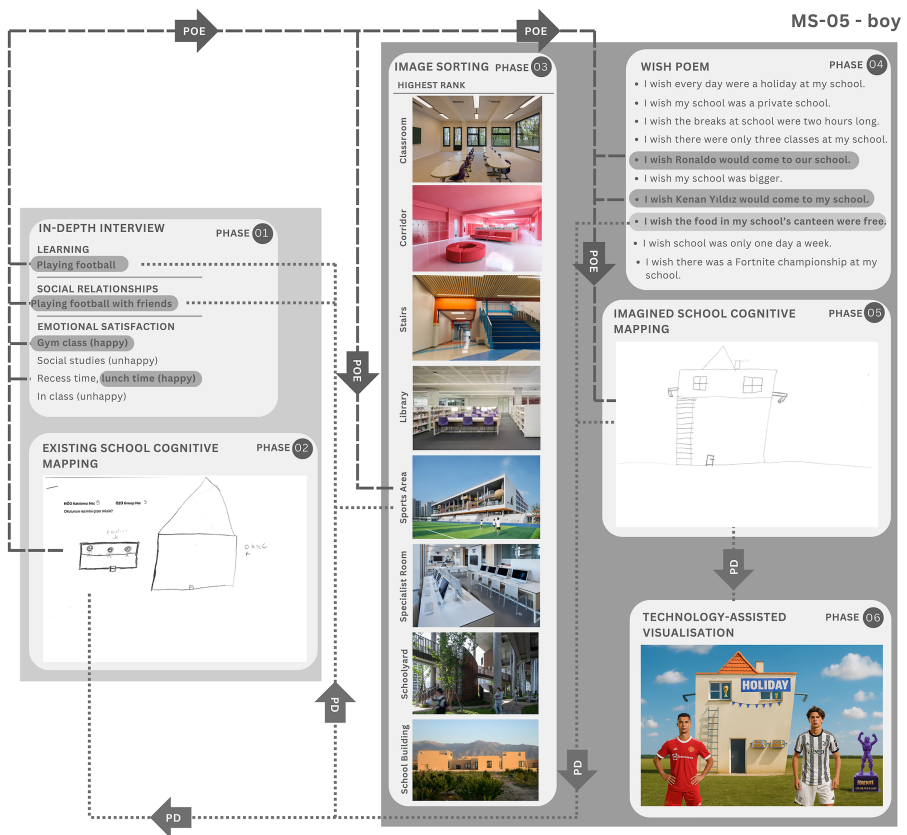 MS-05 - boy
POE
POE
IN-DEPTH INTERVIEW
PHASE 01
LEARNING
Playing football
SOCIAL RELATIONSHIPS
Playing football with friends
EMOTIONAL SATISFACTION
Gym class (happy)
Social studies (unhappy)
Recess time, lunch time (happy)
In class (unhappy)
EXISTING SCHOOL COGNITIVE
MAPPING
PHASE 02
POE
PD
PD
IMAGE SORTING PHASE 03
HIGHEST RANK
Classroom
Corridor
Stairs
Library
Sports Area
Specialist Room
Schoolyard
School Building
POE
PD
WISH POEM
PHASE 04
• I wish every day were a holiday at my school.
• I wish my school was a private school.
• I wish the breaks at school were two hours long.
• I wish there were only three classes at my school.
• I wish Ronaldo would come to our school.
• I wish my school was bigger.
• I wish Kenan Yıldız would come to my school.
• I wish the food in my school's canteen were free.
• I wish school was only one day a week.
• I wish there was a Fortnite championship at my
school.
IMAGINED SCHOOL COGNITIVE
MAPPING
PHASE 05
PD
TECHNOLOGY-ASSISTED
VISUALISATION
PHASE 06
HOLIDAY